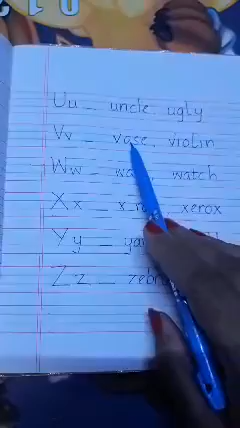 Uu – uncle, ugly
Vv – vase, violin
Ww – watch
Xx – xerox
Yy –
Zz –